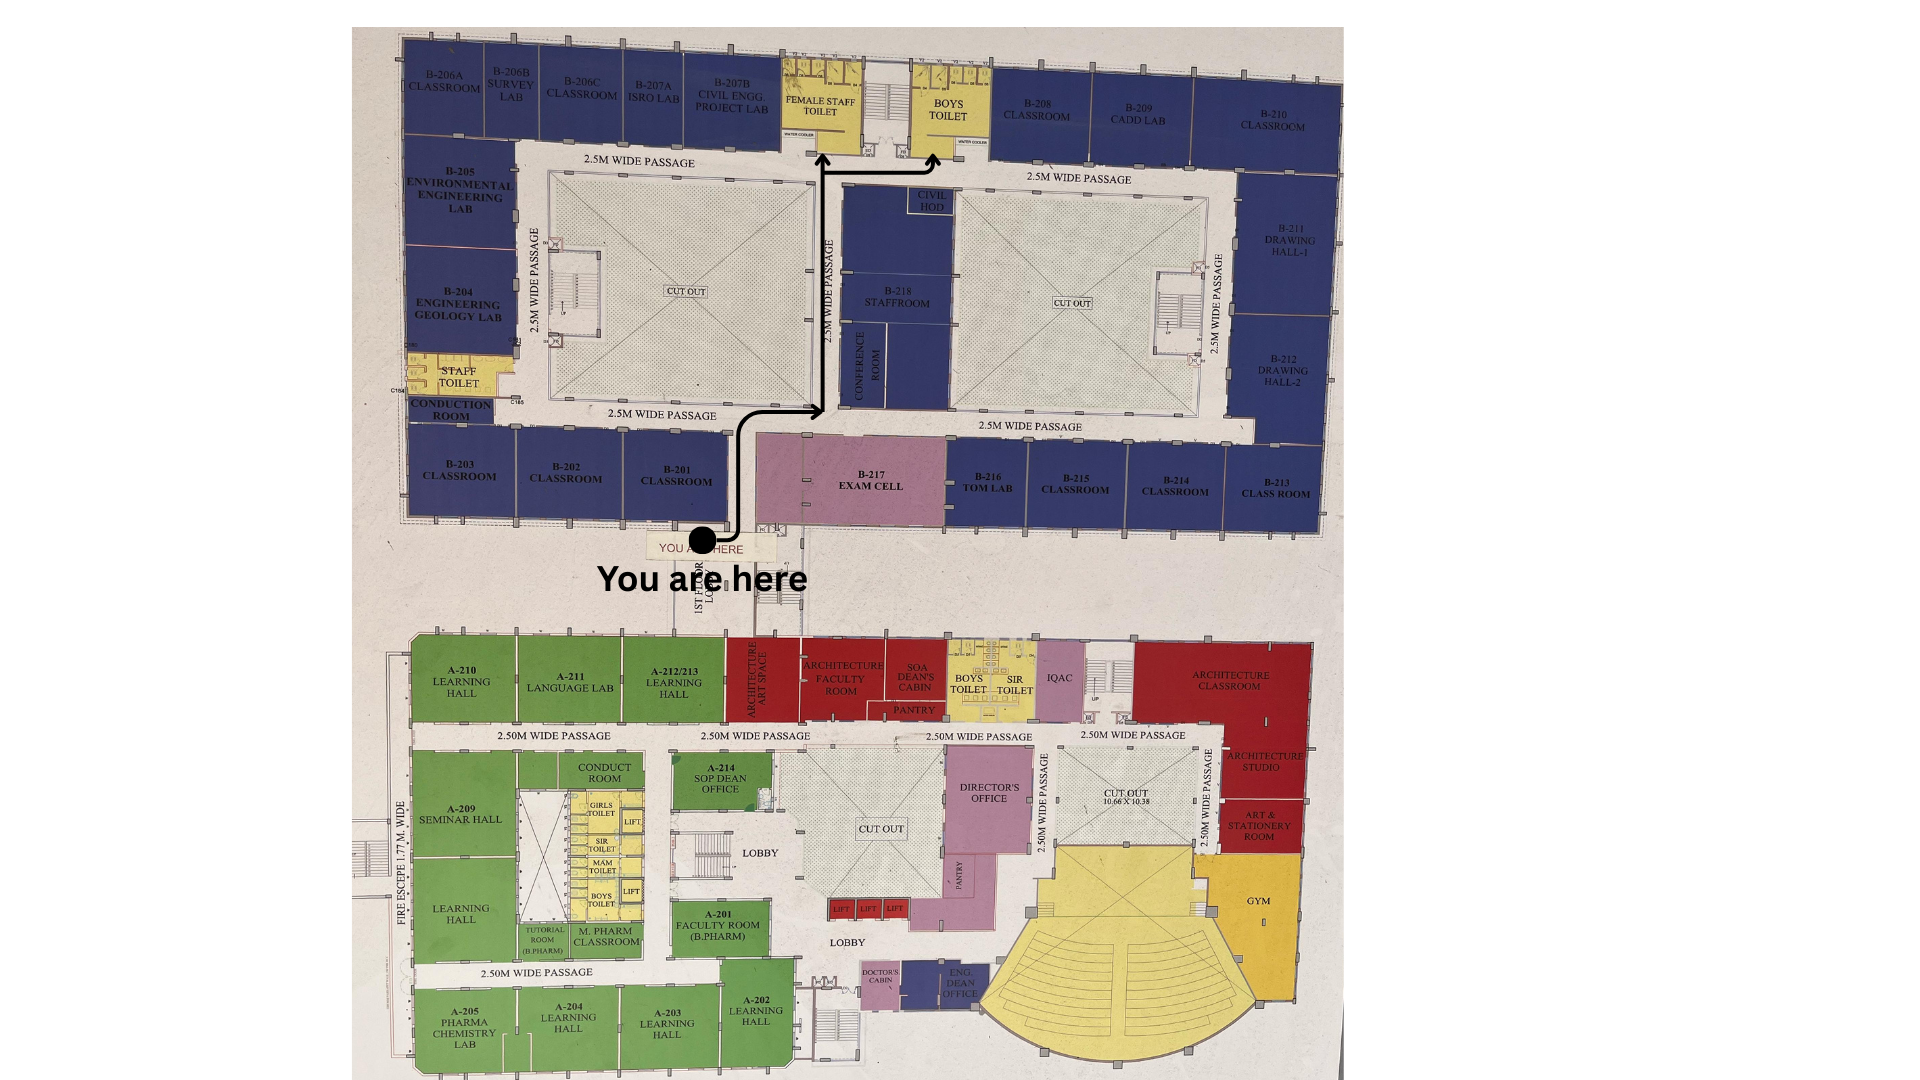 B-206A
CLASSROOM
B-206B
SURVEY
LAB
B-206C
CLASSROOM
B-207A
ISRO LAB
B-207B
CIVIL ENGG.
PROJECT LAB
FEMALE STAFF
TOILET
WATER COOLER
BOYS
TOILET
WATER COOLER
B-208
CLASSROOM
B-209
CADD LAB
B-210
CLASSROOM
2.5M WIDE PASSAGE
2.5M WIDE PASSAGE
B-205
ENVIRONMENTAL
ENGINEERING
LAB
CIVIL
HOD
B-211
DRAWING
HALL-1
2.5M WIDE PASSAGE
CUT OUT
2.5M WIDE PASSAGE
B-218
STAFFROOM
CUT OUT
2.5M WIDE PASSAGE
B-204
ENGINEERING
GEOLOGY LAB
UP
UP
CONFERENCE
ROOM
B-212
DRAWING
HALL-2
STAFF
TOILET
C184
C185
CONDUCTION
ROOM
2.5M WIDE PASSAGE
2.5M WIDE PASSAGE
B-203
CLASSROOM
B-202
CLASSROOM
B-201
CLASSROOM
B-217
EXAM CELL
B-216
TOM LAB
B-215
CLASSROOM
B-214
CLASSROOM
B-213
CLASS ROOM
YOU ARE HERE
You are here
1ST FLOOR
LOBBY
A-210
LEARNING
HALL
A-211
LANGUAGE LAB
A-212/213
LEARNING
HALL
ARCHITECTURE
ART SPACE
ARCHITECTURE
FACULTY
ROOM
SOA
DEAN'S
CABIN
PANTRY
BOYS
TOILET
SIR
TOILET
IQAC
UP
ARCHITECTURE
CLASSROOM
2.50M WIDE PASSAGE
2.50M WIDE PASSAGE
2.50M WIDE PASSAGE
2.50M WIDE PASSAGE
CONDUCT
ROOM
A-214
SOP DEAN
OFFICE
DIRECTOR'S
OFFICE
2.50M WIDE PASSAGE
CUT OUT
10.66 X 10.38
2.50M WIDE PASSAGE
ARCHITECTURE
STUDIO
A-209
SEMINAR HALL
GIRLS
TOILET
LIFT
SIR
TOILET
MAM
TOILET
LIFT
BOYS
TOILET
LOBBY
CUT OUT
ART &
STATIONERY
ROOM
FIRE ESCEPE 1.77 M. WIDE
PANTRY
LEARNING
HALL
A-201
FACULTY ROOM
(B.PHARM)
LIFT
LIFT
LIFT
GYM
TUTORIAL
ROOM
(B.PHARM)
M. PHARM
CLASSROOM
LOBBY
2.50M WIDE PASSAGE
DOCTOR'S
CABIN
ENG.
DEAN
OFFICE
A-205
PHARMA
CHEMISTRY
LAB
A-204
LEARNING
HALL
A-203
LEARNING
HALL
A-202
LEARNING
HALL